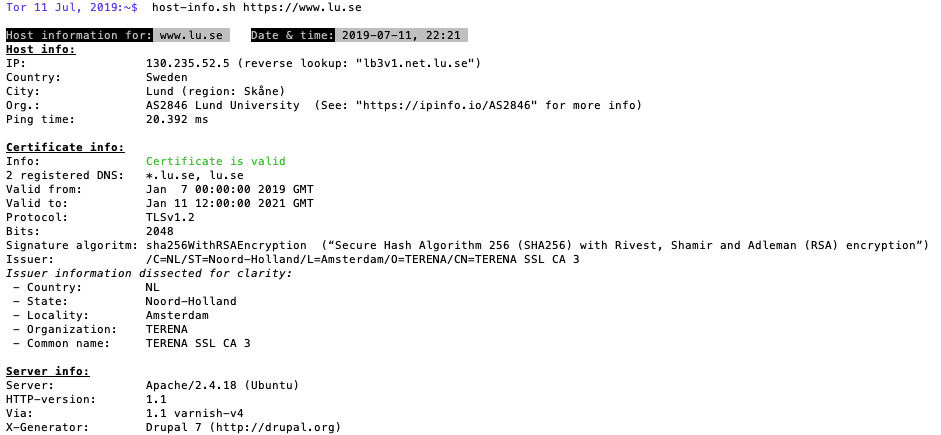 Tor 11 Jul, 2019:~$ host-info.sh https://www.lu.se
Host information for: www.lu.se Date & time: 2019-07-11, 22:21
Host info:
IP: 130.235.52.5 (reverse lookup: "lb3v1.net.lu.se")
Country: Sweden
City: Lund (region: Skåne)
Org.: AS2846 Lund University (See: "https://ipinfo.io/AS2846" for more info)
Ping time: 20.392 ms
Certificate info:
Info: Certificate is valid
2 registered DNS: *.lu.se, lu.se
Valid from: Jan 7 00:00:00 2019 GMT
Valid to: Jan 11 12:00:00 2021 GMT
Protocol: TLSv1.2
Bits: 2048
Signature algoritm: sha256WithRSAEncryption (“Secure Hash Algorithm 256 (SHA256) with Rivest, Shamir and Adleman (RSA) encryption”)
Issuer: /C=NL/ST=Noord-Holland/L=Amsterdam/O=TERENA/CN=TERENA SSL CA 3
Issuer information dissected for clarity:
- Country: NL
- State: Noord-Holland
- Locality: Amsterdam
- Organization: TERENA
- Common name: TERENA SSL CA 3
Server info:
Server: Apache/2.4.18 (Ubuntu)
HTTP-version: 1.1
Via: 1.1 varnish-v4
X-Generator: Drupal 7 (http://drupal.org)